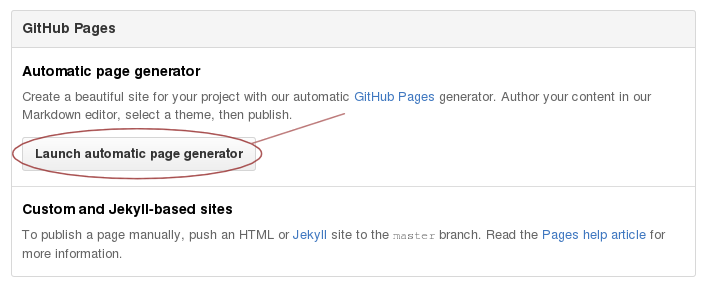 GitHub Pages
Automatic page generator
Create a beautiful site for your project with our automatic GitHub Pages generator. Author your content in our
Markdown editor, select a theme, then publish.
Launch automatic page generator
Custom and Jekyll-based sites
To publish a page manually, push an HTML or Jekyll site to the master branch. Read the Pages help article for
more information.